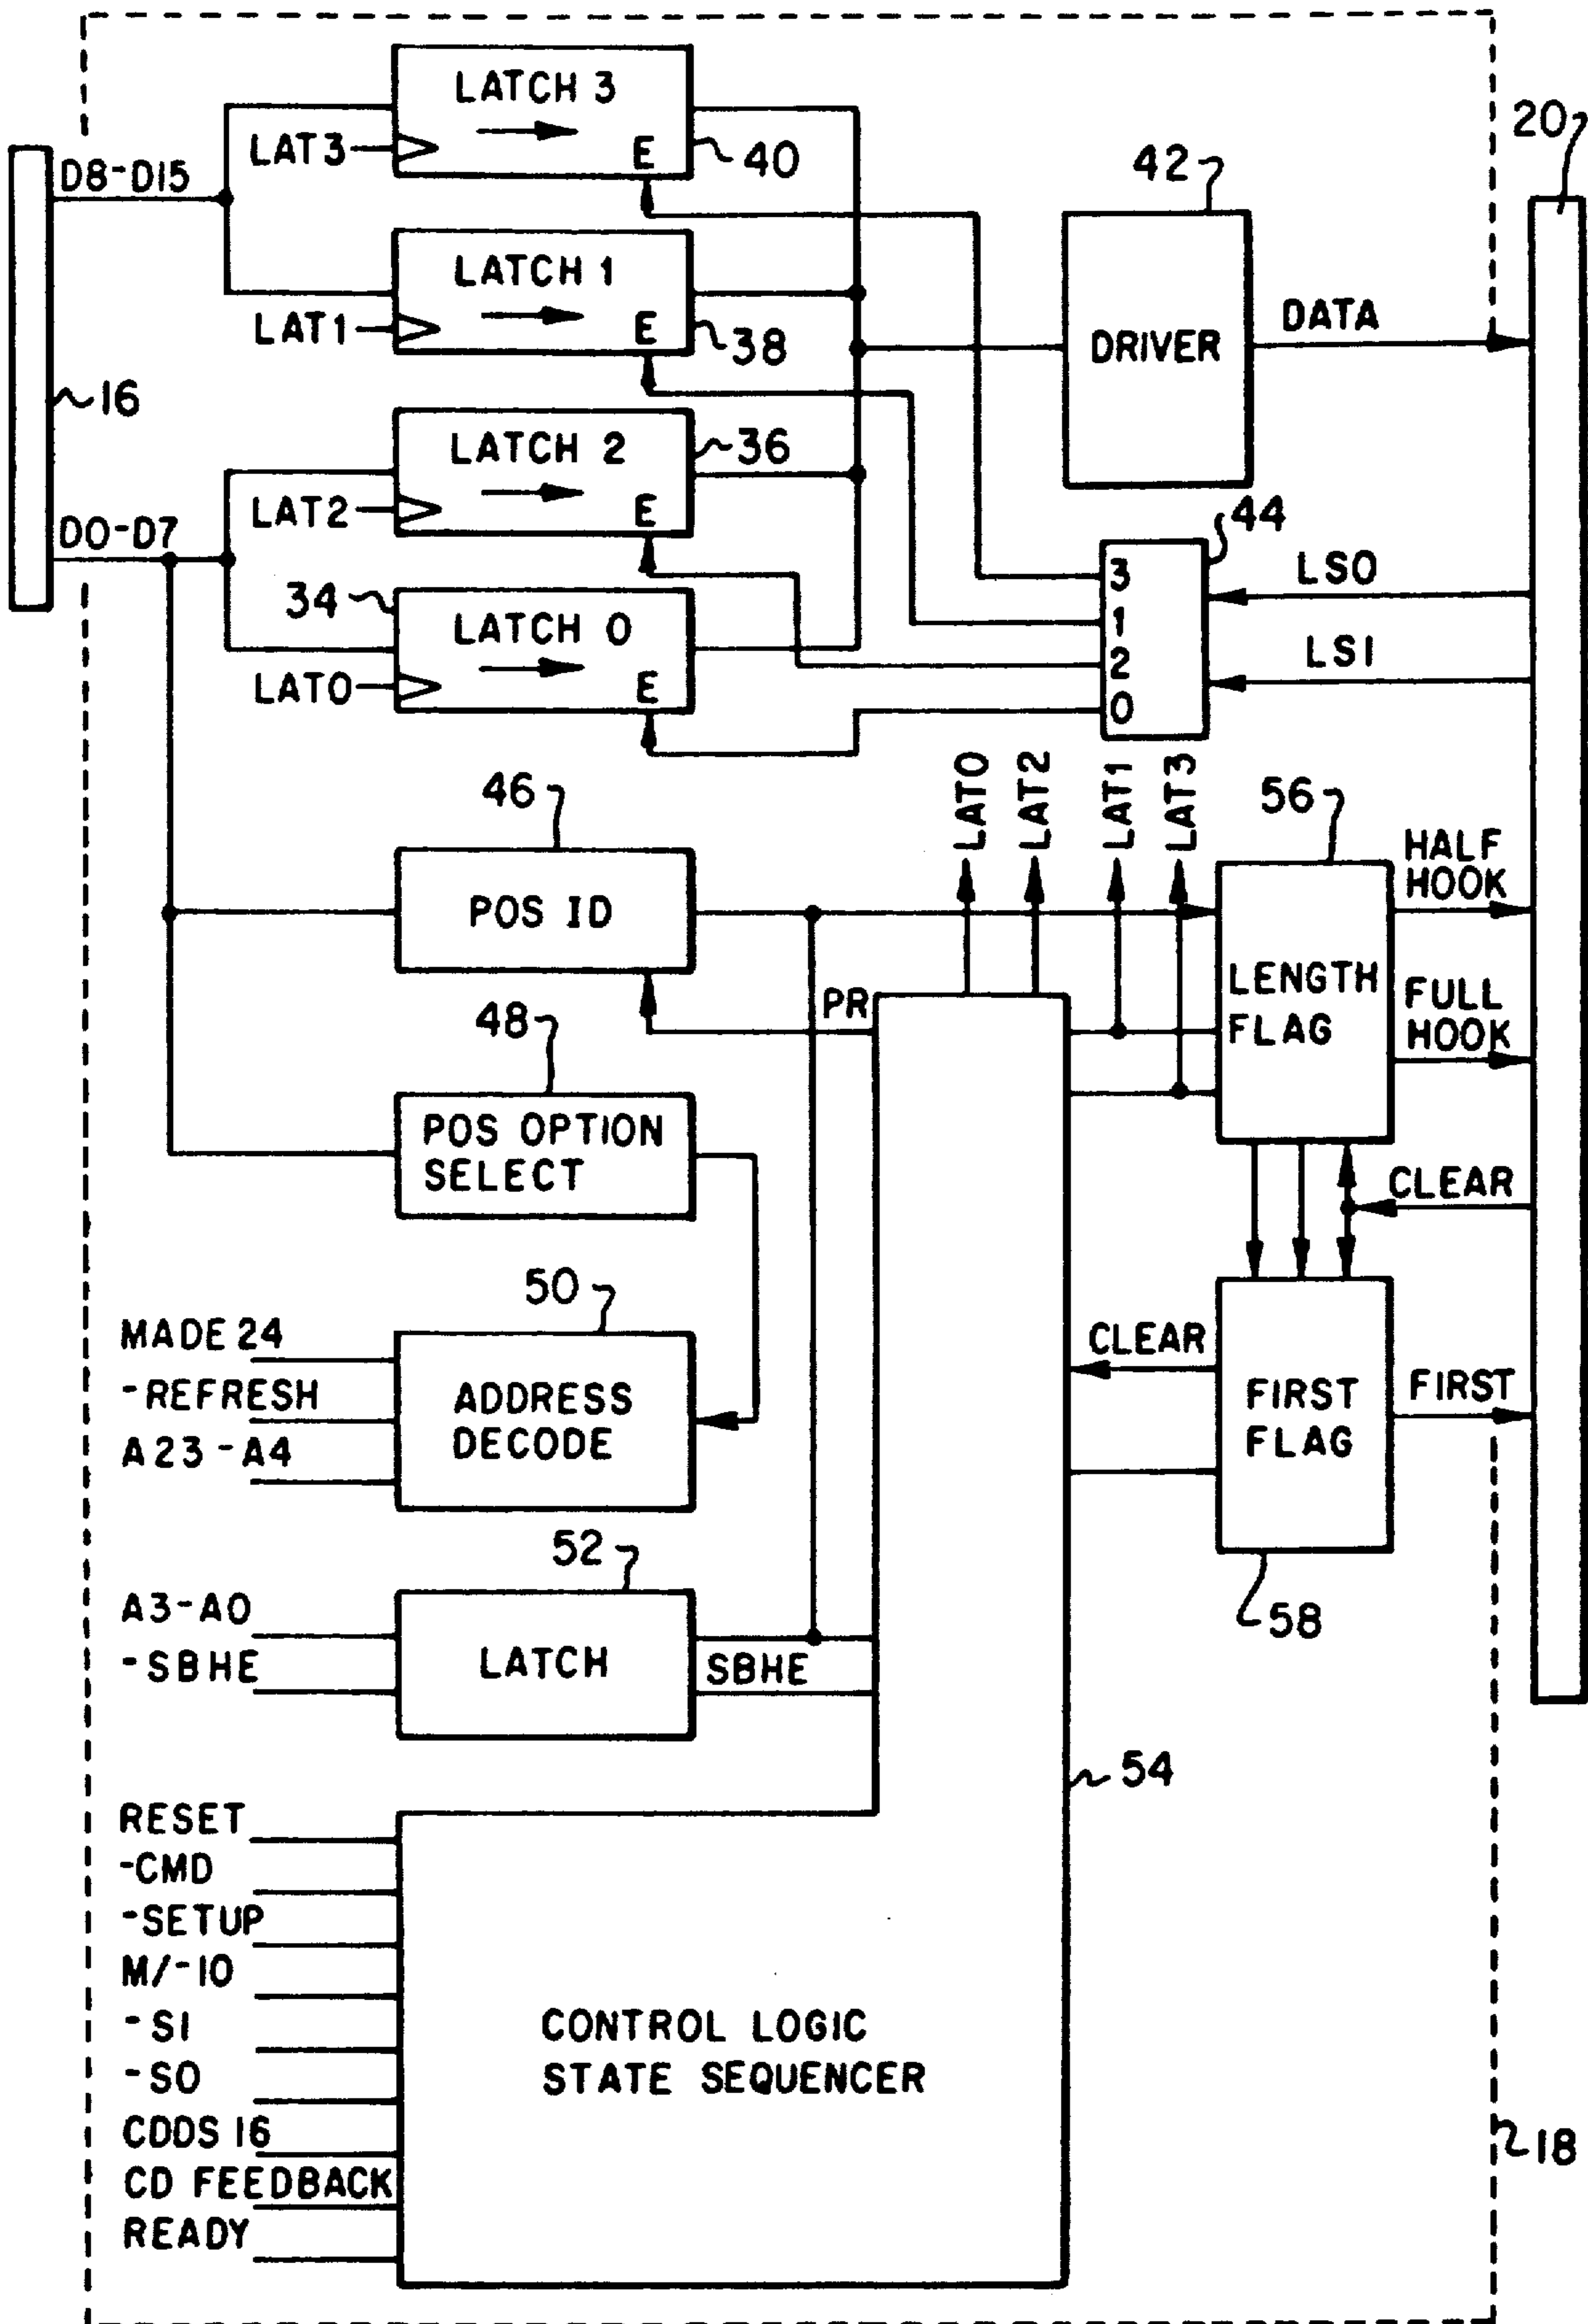 LATCH 3
LAT3
E
40
D8-D15
20
42
LATCH 1
LAT1
E
38
DRIVER
DATA
16
LATCH 2
36
LAT2
E
D0-D7
44
34
LATCH 0
LAT0
E
3
1
2
0
LS0
LS1
46
LAT0
LAT2
LAT1
LAT3
56
POS ID
HALF
HOOK
LENGTH
FLAG
FULL
HOOK
PR
48
POS OPTION
SELECT
CLEAR
50
MADE 24
-REFRESH
A23-A4
ADDRESS
DECODE
CLEAR
FIRST
FLAG
FIRST
52
A3-A0
-SBHE
LATCH
SBHE
58
54
RESET
-CMD
-SETUP
M/-IO
-S1
-S0
CDDS 16
CD FEEDBACK
READY
CONTROL LOGIC
STATE SEQUENCER
18